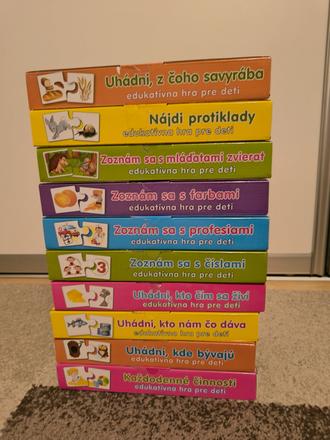 Uhádni, z čoho savyrába
edukatívna hra pre deti
Nájdi protiklady
edukatívna hra pre deti
Zoznám sa s mláďatami zvierat
edukatívna hra pre deti
Zoznám sa s farbami
edukatívna hra pre deti
Zoznám sa s profesiami
edukatívna hra pre deti
Zoznám sa s číslami
edukatívna hra pre deti
Uhádni, kto čím sa živí
edukatívna hra pre deti
Uhádni, kto nám čo dáva
edukatívna hra pre deti
Uhádni, kde bývajú
edukatívna hra pre deti
Každodenné činnosti
edukatívna hra pre deti
3